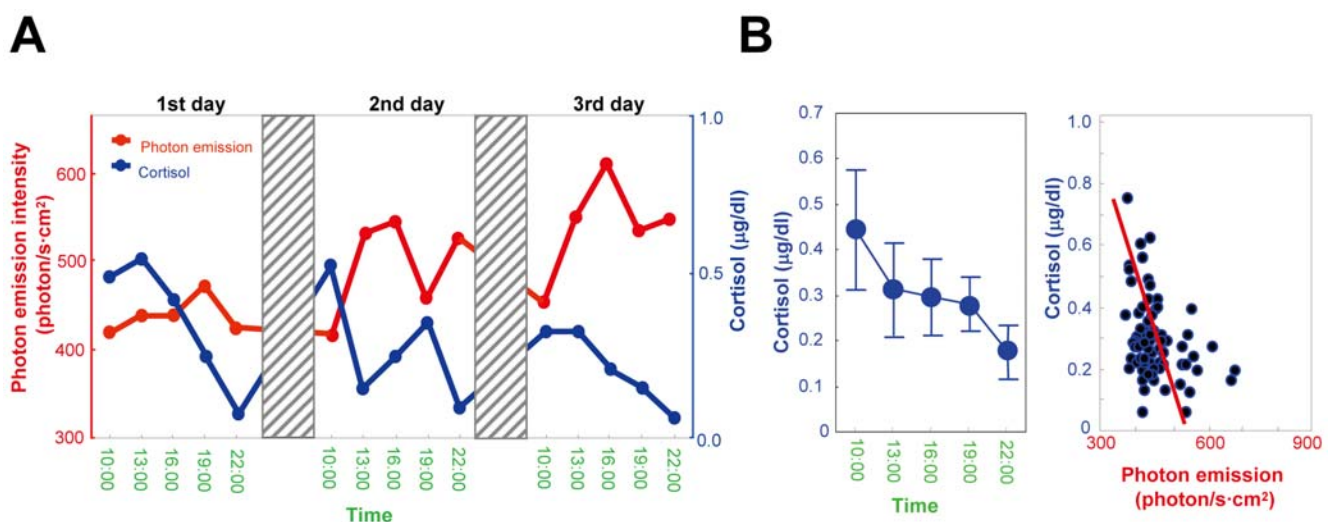 A
B
1st day
2nd day
3rd day
Photon emission
Cortisol
Photon emission intensity
(photon/s·cm²)
600
500
400
300
1.0
0.5
0.0
Cortisol (µg/dl)
10:00
13:00
16.00
19:00
22:00
10:00
13:00
16:00
19:00
22:00
10:00
13:00
16:00
19:00
22:00
Time
Cortisol (µg/dl)
0.7
0.6
0.5
0.4
0.3
0.2
0.1
0
10:00
13:00
16:00
19:00
22:00
Time
Cortisol (µg/dl)
1.0
0.8
0.6
0.4
0.2
0
300
600
900
Photon emission
(photon/s·cm²)